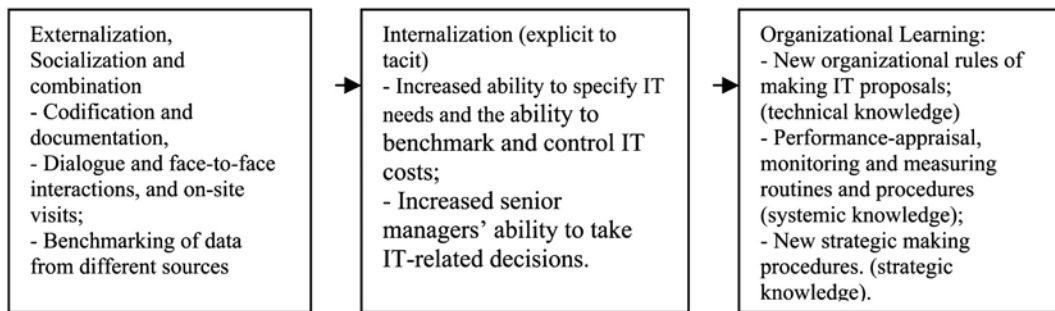 Externalization,
Socialization and
combination
- Codification and
documentation,
- Dialogue and face-to-face
interactions, and on-site
visits;
- Benchmarking of data
from different sources
Internalization (explicit to
tacit)
- Increased ability to specify IT
needs and the ability to
benchmark and control IT
costs;
- Increased senior
managers’ ability to take
IT-related decisions.
Organizational Learning:
- New organizational rules of
making IT proposals;
(technical knowledge)
- Performance-appraisal,
monitoring and measuring
routines and procedures
(systemic knowledge);
- New strategic making
procedures. (strategic
knowledge).